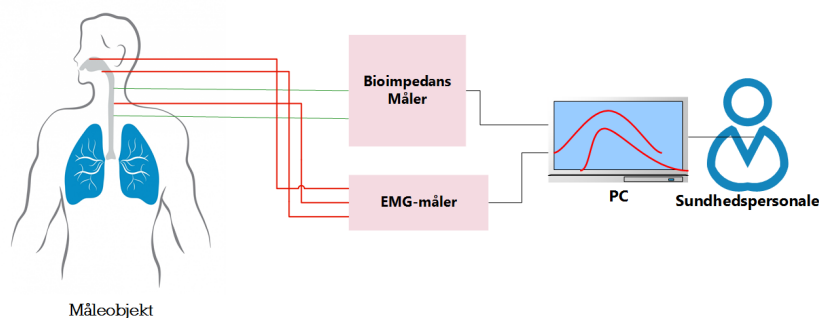 Bioimpedans
Måler
EMG-måler
PC
Sundhedspersonale
Måleobjekt